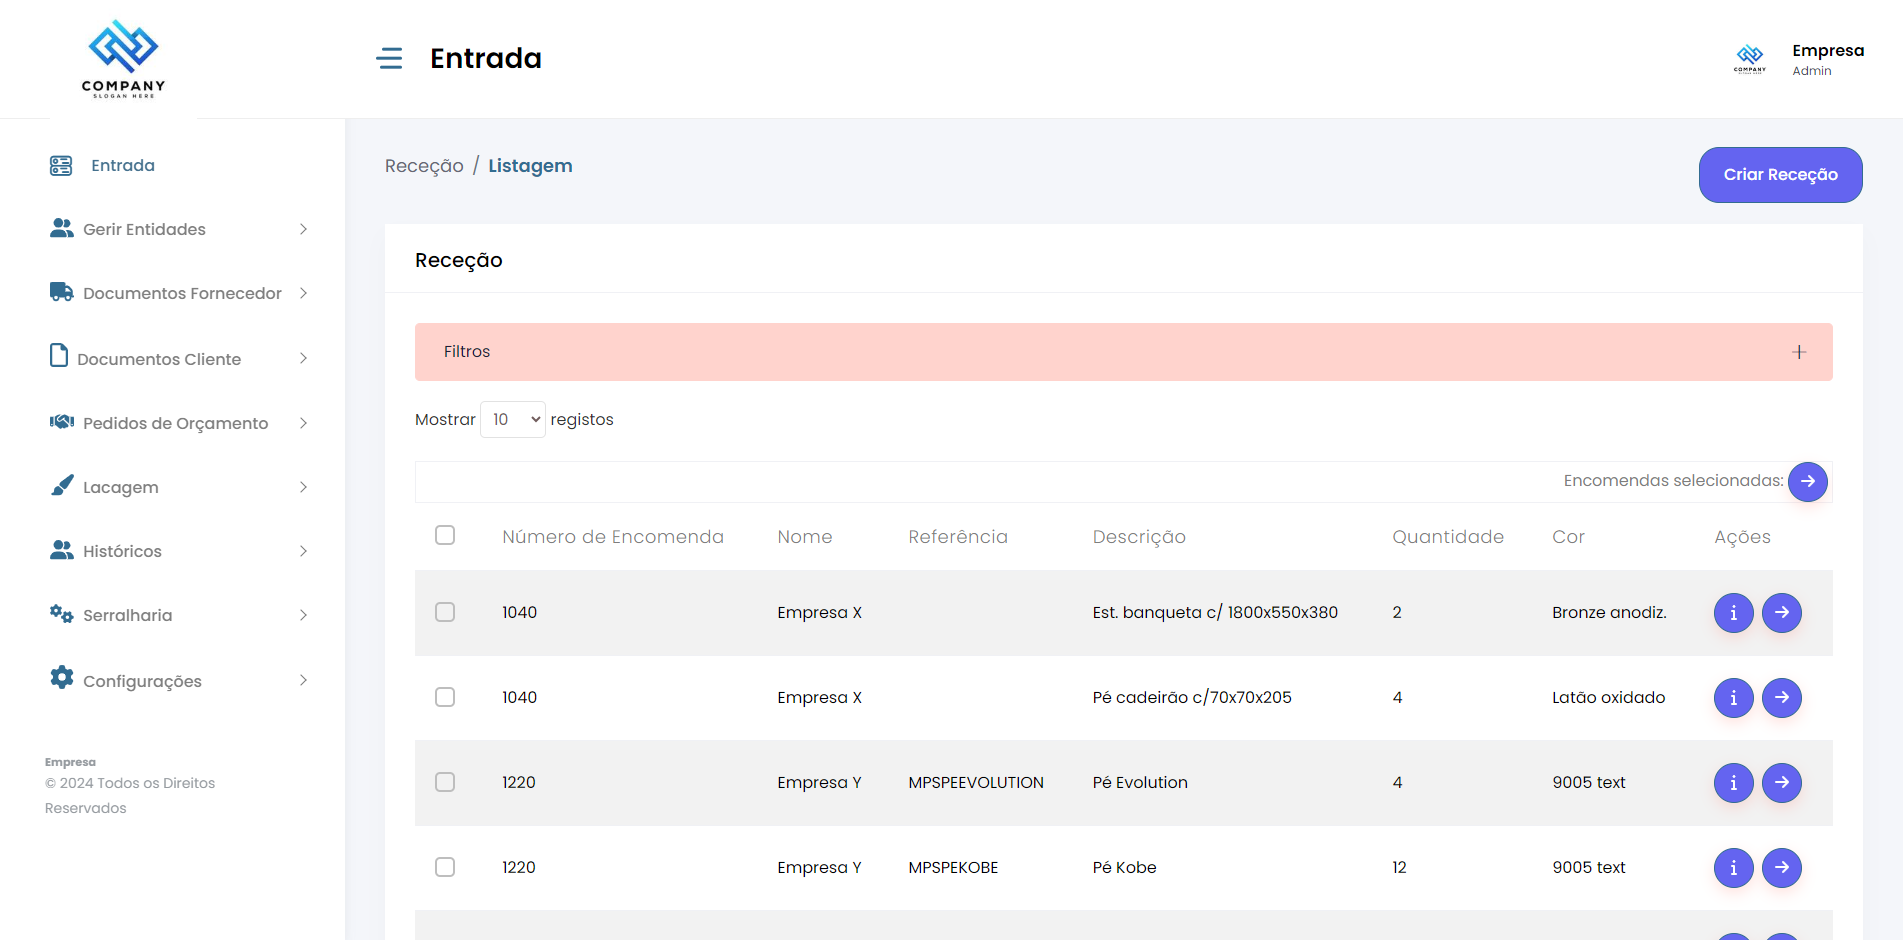 COMPANY
SLOGAN HERE
Entrada
COMPANY
Empresa
Admin
Entrada
Gerir Entidades
Documentos Fornecedor
Documentos Cliente
Pedidos de Orçamento
Lacagem
Históricos
Serralharia
Configurações
Empresa
© 2024 Todos os Direitos
Reservados
Receção / Listagem
Criar Receção
Receção
Filtros
Mostrar 10 registos
Encomendas selecionadas:
Número de Encomenda Nome Referência Descrição Quantidade Cor Ações
1040 Empresa X Est. banqueta c/ 1800x550x380 2 Bronze anodiz.
1040 Empresa X Pé cadeirão c/70x70x205 4 Latão oxidado
1220 Empresa Y MPSPEEVOLUTION Pé Evolution 4 9005 text
1220 Empresa Y MPSPEKOBE Pé Kobe 12 9005 text